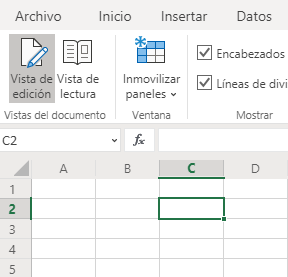 Archivo Inicio Insertar Datos
Vista de edición
Vista de lectura
Inmovilizar paneles
Encabezados
Líneas de divi
Vistas del documento Ventana Mostrar
C2 fx
A B C D
1
2
3
4
5